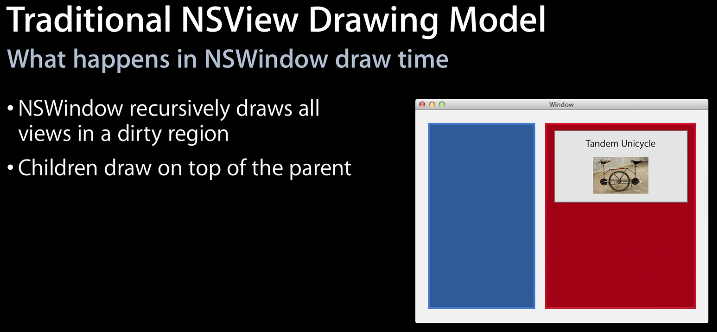 Traditional NSView Drawing Model
What happens in NSWindow draw time
• NSWindow recursively draws all
views in a dirty region
• Children draw on top of the parent
Window
Tandem Unicycle